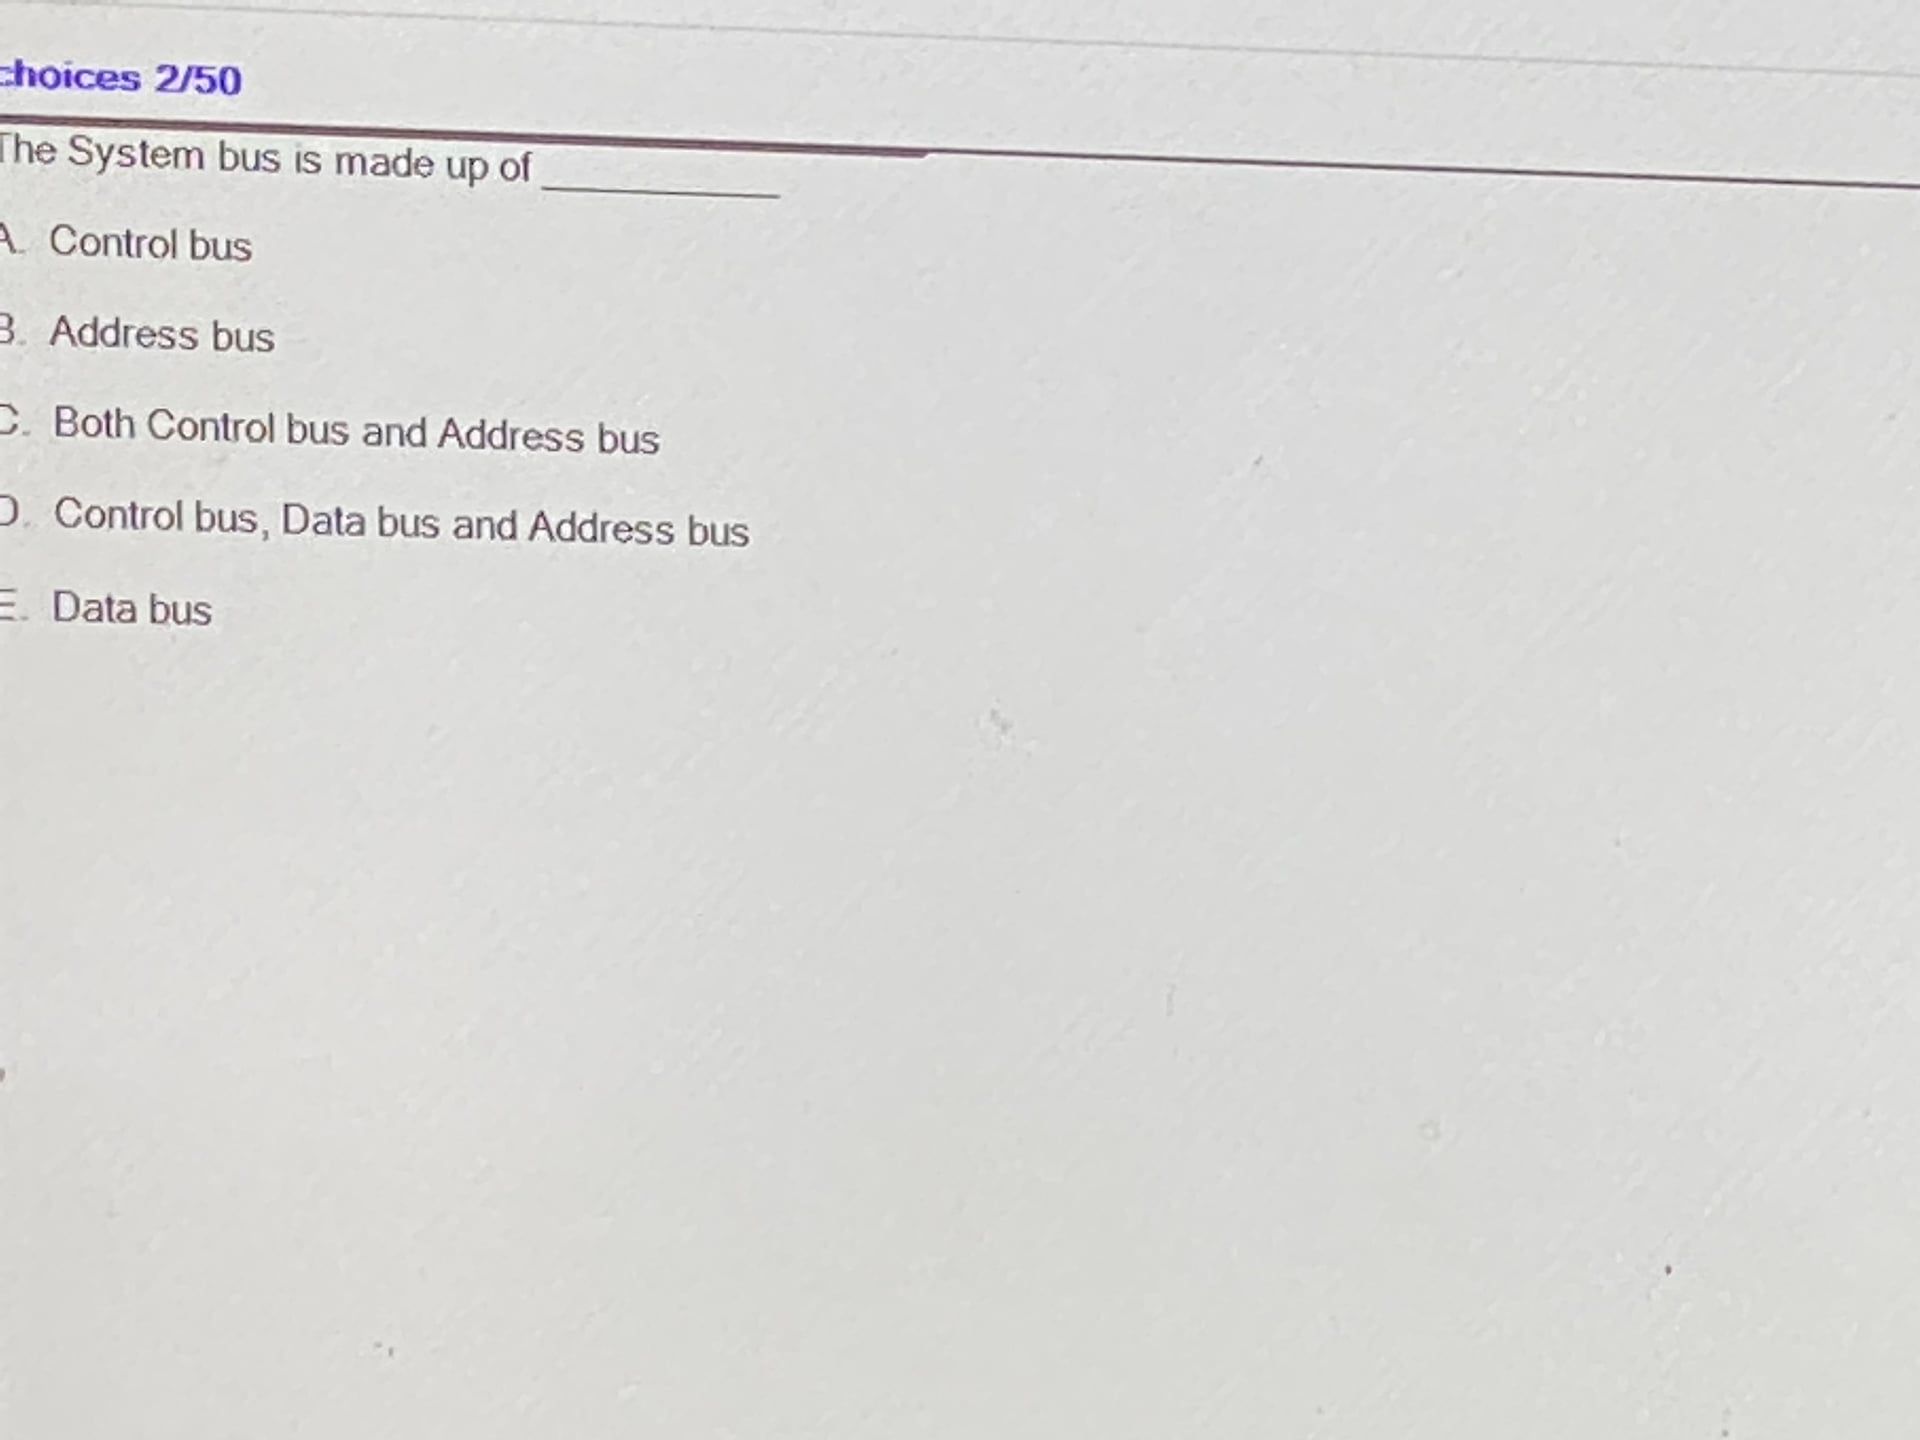 choices 2/50
The System bus is made up of __________
A. Control bus
B. Address bus
C. Both Control bus and Address bus
D. Control bus, Data bus and Address bus
E. Data bus